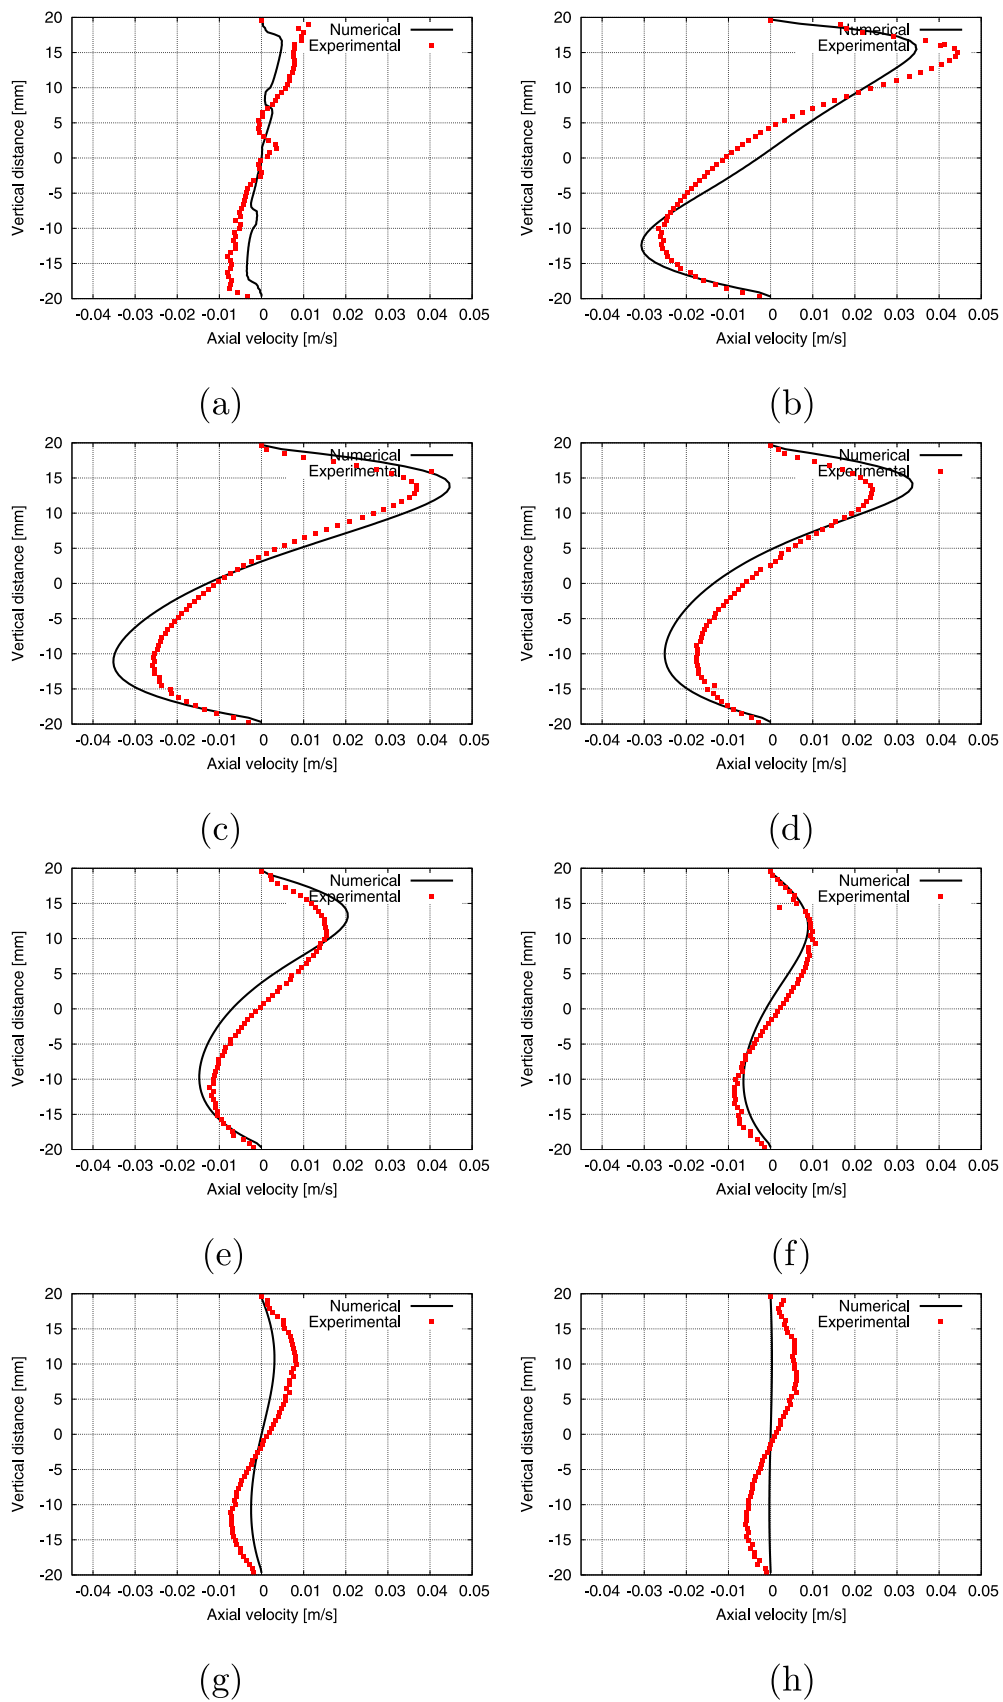 20
15
10
5
0
-5
-10
-15
-20
Vertical distance [mm]
Numerical
Experimental
-0.04 -0.03 -0.02 -0.01 0 0.01 0.02 0.03 0.04 0.05
Axial velocity [m/s]
(a)
20
15
10
5
0
-5
-10
-15
-20
Vertical distance [mm]
Numerical
Experimental
-0.04 -0.03 -0.02 -0.01 0 0.01 0.02 0.03 0.04 0.05
Axial velocity [m/s]
(b)
20
15
10
5
0
-5
-10
-15
-20
Vertical distance [mm]
Numerical
Experimental
-0.04 -0.03 -0.02 -0.01 0 0.01 0.02 0.03 0.04 0.05
Axial velocity [m/s]
(c)
20
15
10
5
0
-5
-10
-15
-20
Vertical distance [mm]
Numerical
Experimental
-0.04 -0.03 -0.02 -0.01 0 0.01 0.02 0.03 0.04 0.05
Axial velocity [m/s]
(d)
20
15
10
5
0
-5
-10
-15
-20
Vertical distance [mm]
Numerical
Experimental
-0.04 -0.03 -0.02 -0.01 0 0.01 0.02 0.03 0.04 0.05
Axial velocity [m/s]
(e)
20
15
10
5
0
-5
-10
-15
-20
Vertical distance [mm]
Numerical
Experimental
-0.04 -0.03 -0.02 -0.01 0 0.01 0.02 0.03 0.04 0.05
Axial velocity [m/s]
(f)
20
15
10
5
0
-5
-10
-15
-20
Vertical distance [mm]
Numerical
Experimental
-0.04 -0.03 -0.02 -0.01 0 0.01 0.02 0.03 0.04 0.05
Axial velocity [m/s]
(g)
20
15
10
5
0
-5
-10
-15
-20
Vertical distance [mm]
Numerical
Experimental
-0.04 -0.03 -0.02 -0.01 0 0.01 0.02 0.03 0.04 0.05
Axial velocity [m/s]
(h)